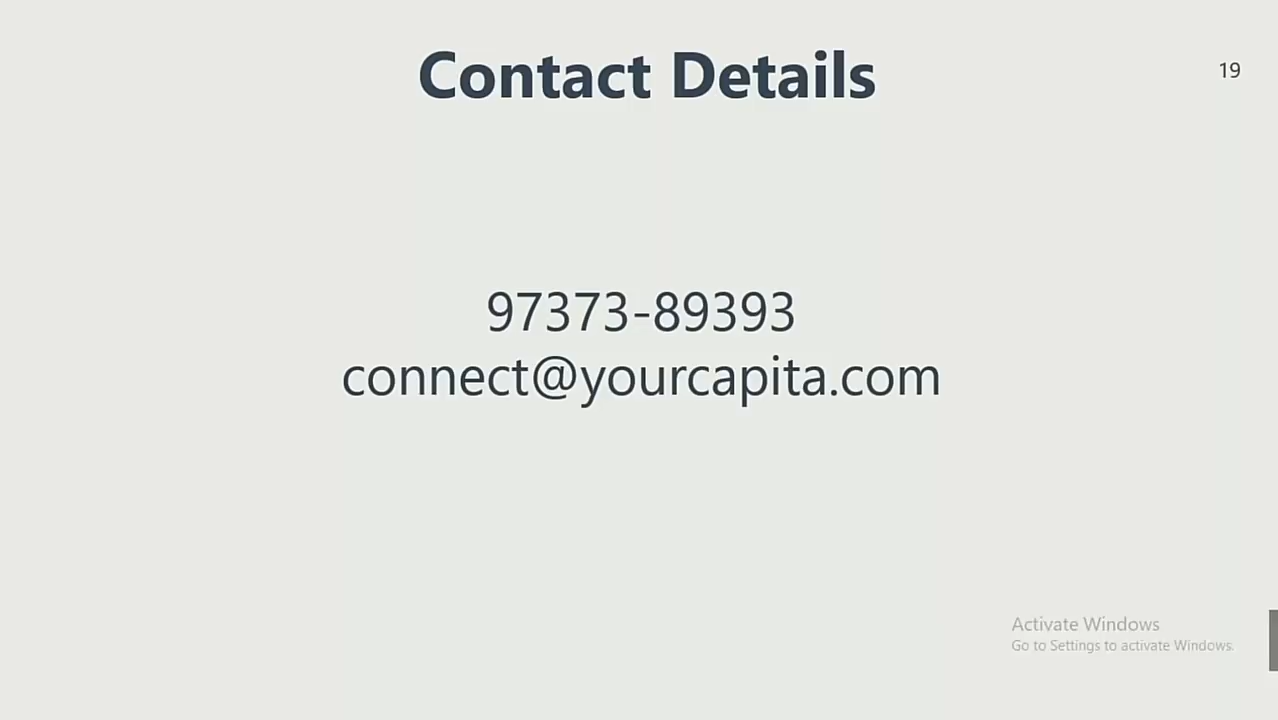 Contact Details
19
97373-89393
connect@yourcapita.com
Activate Windows
Go to Settings to activate Windows.